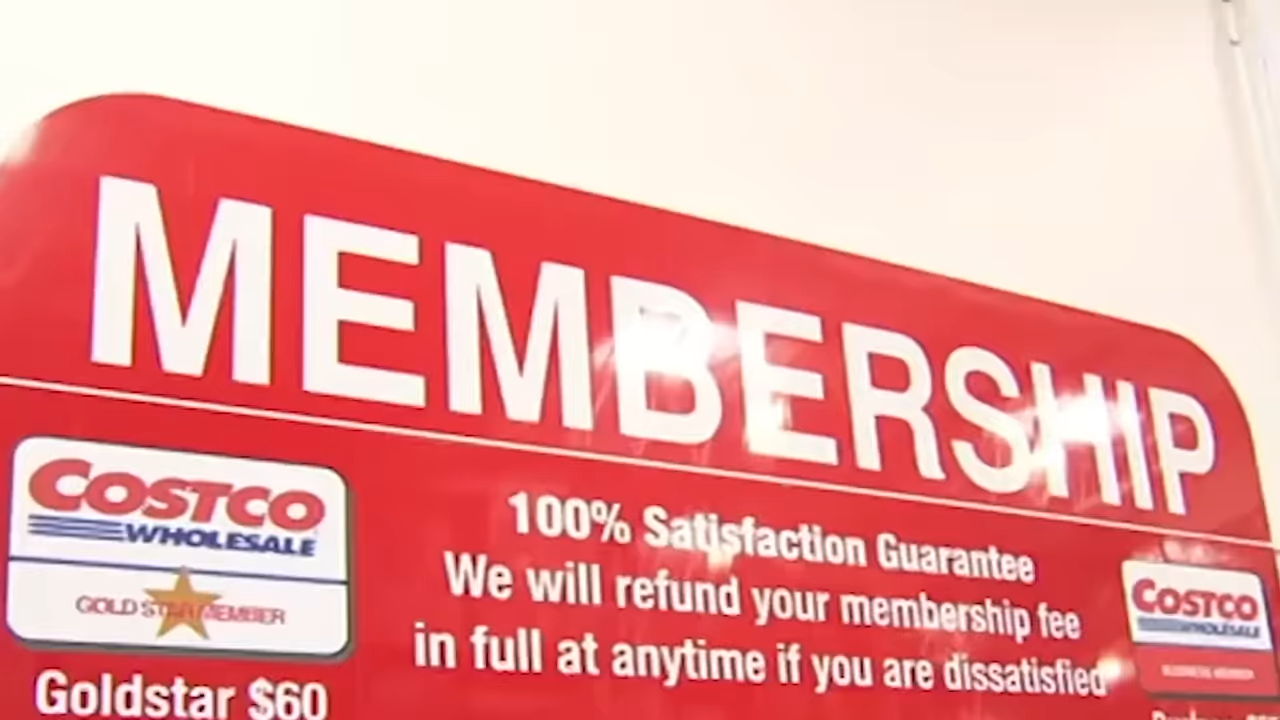 MEMBERSHIP
COSTCO
WHOLESALE
GOLD STAR MEMBER
Goldstar $60
100% Satisfaction Guarantee
We will refund your membership fee
in full at anytime if you are dissatisfied
COSTCO
WHOLESALE